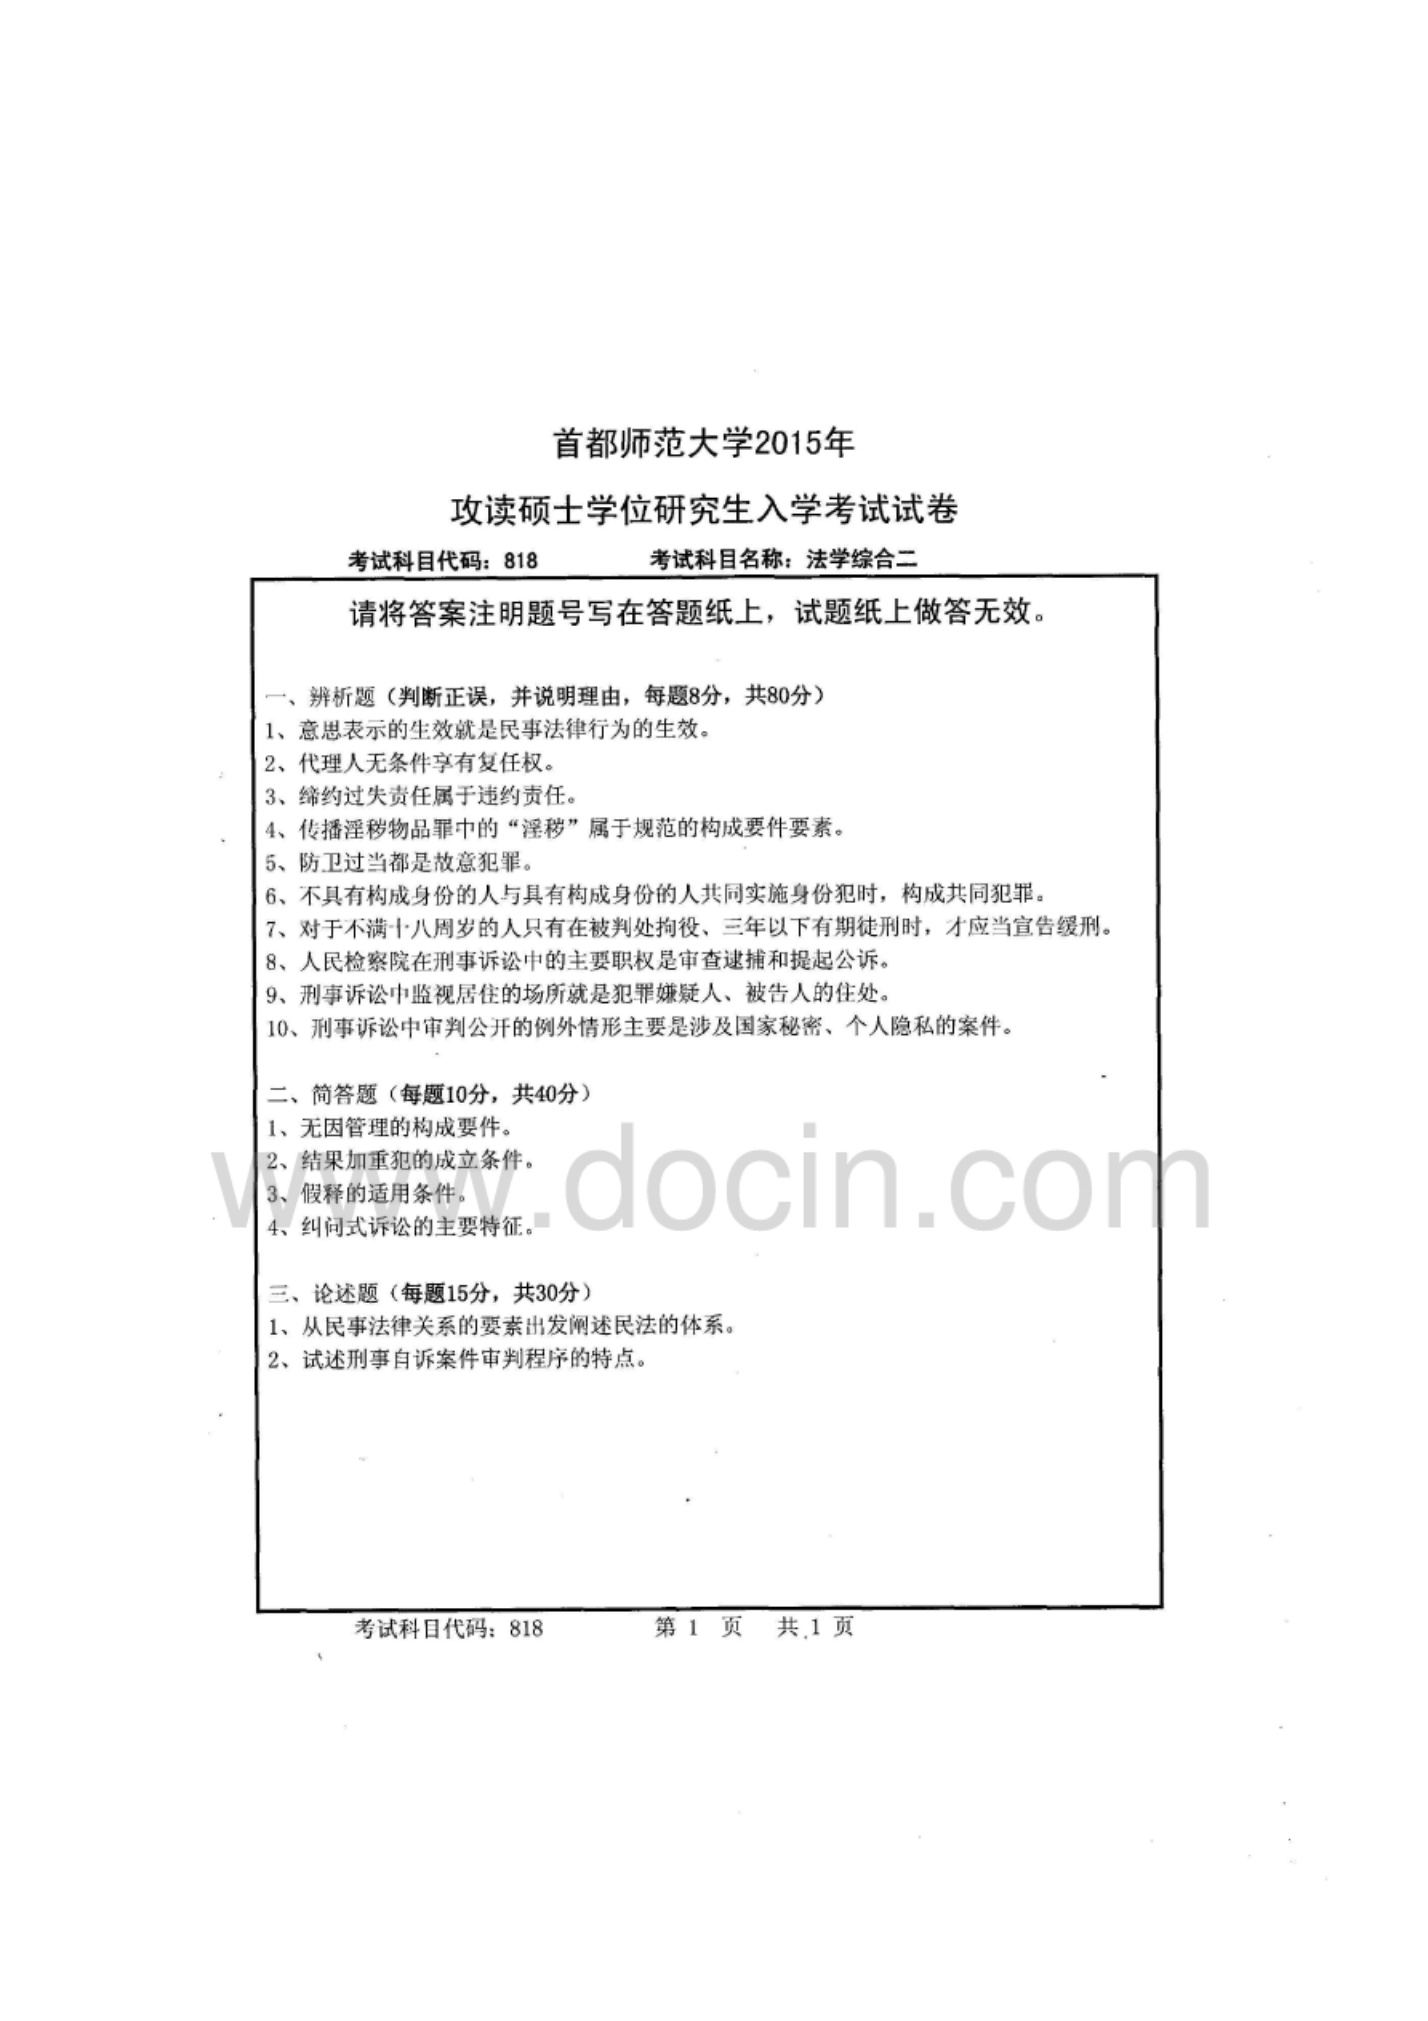 首都师范大学2015年
攻读硕士学位研究生入学考试试卷
考试科目代码：818 考试科目名称：法学综合二
请将答案注明题号写在答题纸上，试题纸上做答无效。
一、辨析题（判断正误，并说明理由，每题8分，共80分）
1、意思表示的生效就是民事法律行为的生效。
2、代理人无条件享有复任权。
3、缔约过失责任属于违约责任。
4、传播淫秽物品罪中的“淫秽”属于规范的构成要件要素。
5、防卫过当都是故意犯罪。
6、不具有构成身份的人与具有构成身份的人共同实施身份犯时，构成共同犯罪。
7、对于不满十八周岁的人只有在被判处拘役、三年以下有期徒刑时，才应当宣告缓刑。
8、人民检察院在刑事诉讼中的主要职权是审查逮捕和提起公诉。
9、刑事诉讼中监视居住的场所就是犯罪嫌疑人、被告人的住处。
10、刑事诉讼中审判公开的例外情形主要是涉及国家秘密、个人隐私的案件。
二、简答题（每题10分，共40分）
1、无因管理的构成要件。
2、结果加重犯的成立条件。
3、假释的适用条件。
4、纠问式诉讼的主要特征。
www.docin.com
三、论述题（每题15分，共30分）
1、从民事法律关系的要素出发阐述民法的体系。
2、试述刑事自诉案件审判程序的特点。
考试科目代码：818 第 1 页 共 1 页